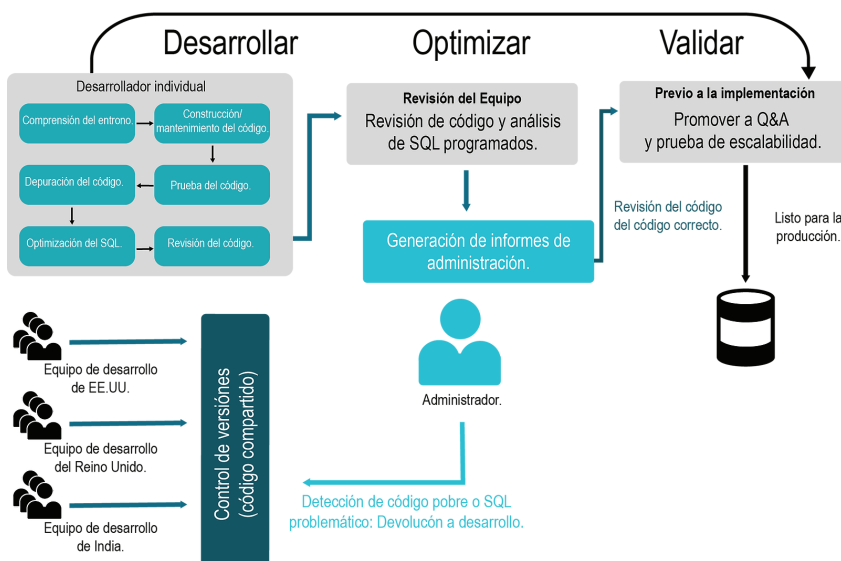 Desarrollar
Optimizar
Validar
Desarrollador individual
Comprensión del entrono.
Construcción/
mantenimiento del código.
Depuración del código.
Prueba del código.
Optimización del SQL.
Revisión del código.
Revisión del Equipo
Revisión de código y análisis
de SQL programados.
Generación de informes de
administración.
Previo a la implementación
Promover a Q&A
y prueba de escalabilidad.
Revisión del código
del código correcto.
Listo para la
producción.
Equipo de desarrollo
de EE.UU.
Equipo de desarrollo
del Reino Unido.
Equipo de desarrollo
de India.
Control de versiónes
(código compartido)
Administrador.
Detección de código pobre o SQL
problemático: Devolucón a desarrollo.